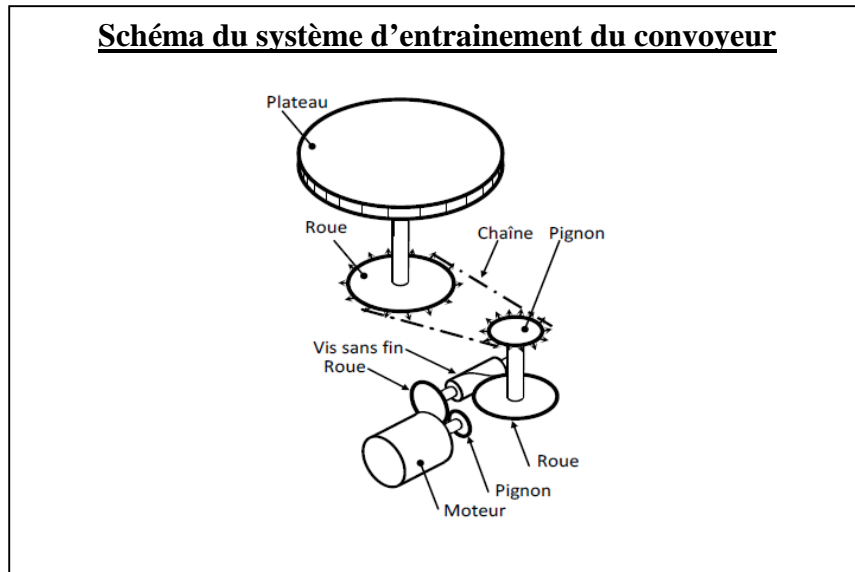 Schéma du système d’entrainement du convoyeur
Plateau
Roue
Chaîne Pignon
Vis sans fin
Roue
Roue
Pignon
Moteur